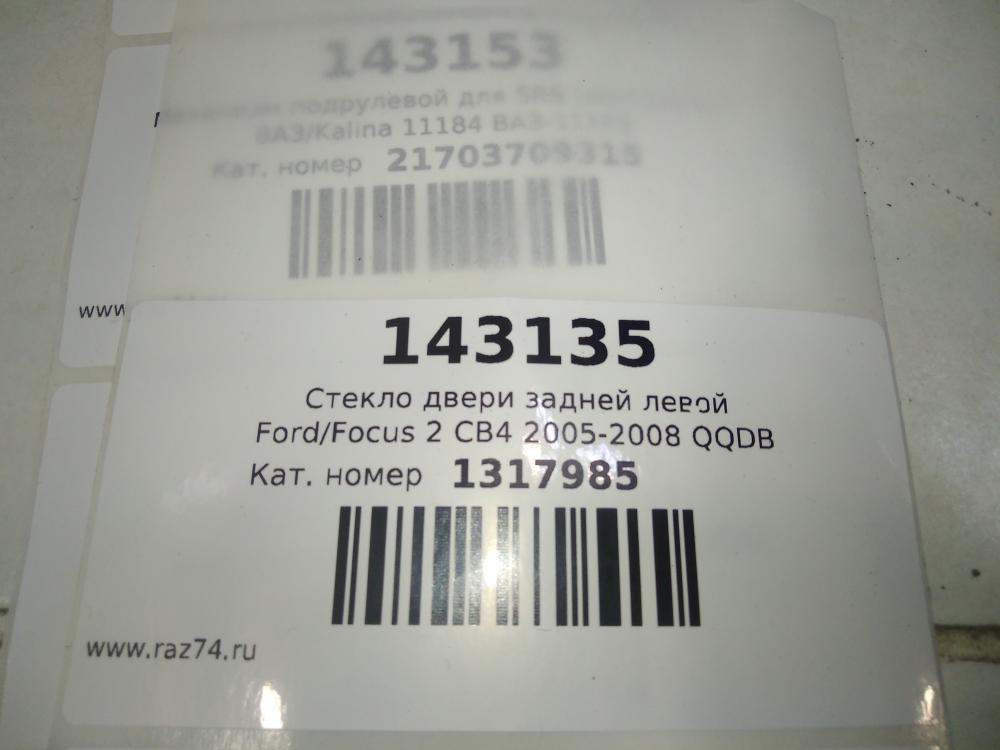 143153
подрулевой для SRS
ВАЗ/Kalina 11184 ВАЗ
Кат. номер 21703709315
www
143135
Стекло двери задней левой
Ford/Focus 2 CB4 2005-2008 QQDB
Кат. номер 1317985
www.raz74.ru